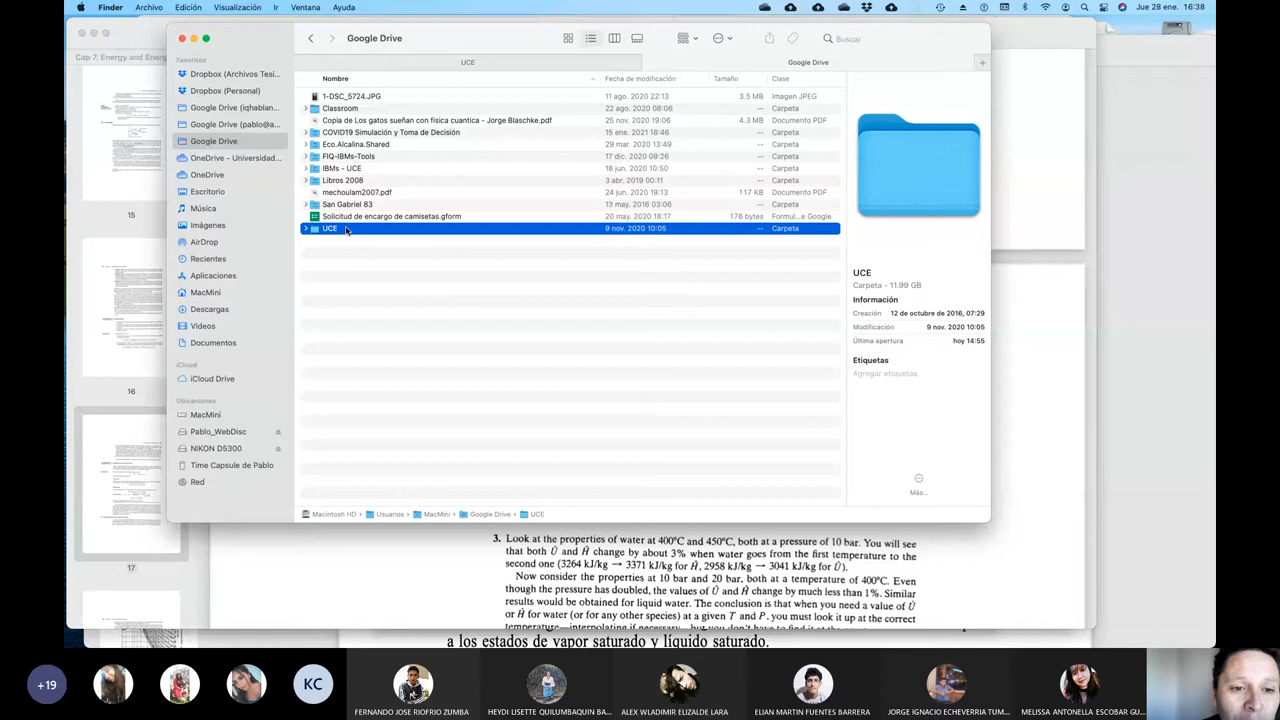 Finder Archivo Edición Visualización Ir Ventana Ayuda Jue 28 ene. 16:38
Google Drive Buscar
Cap 7. Energy and Energ
UCE Google Drive
Favoritos
Dropbox (Archivos Tesi...
Dropbox (Personal)
Google Drive (iqhablan...
Google Drive (pablo@a...
Google Drive
OneDrive - Universidad...
OneDrive
Escritorio
Música
Imágenes
AirDrop
Recientes
Aplicaciones
MacMini
Descargas
Videos
Documentos
iCloud
iCloud Drive
Ubicaciones
MacMini
Pablo_WebDisc
NIKON D5300
Time Capsule de Pablo
Red
15
16
17
Nombre Fecha de modificación Tamaño Clase
1-DSC_5724.JPG 11 ago. 2020 22:13 3.5 MB Imagen JPEG
Classroom 22 ago. 2020 08:06 -- Carpeta
Copia de Los gatos sueñan con física cuantica - Jorge Blaschke.pdf 25 nov. 2020 19:06 4.3 MB Documento PDF
COVID19 Simulación y Toma de Decisión 15 ene. 2021 18:46 -- Carpeta
Eco.Alcalina.Shared 29 mar. 2020 13:49 -- Carpeta
FIQ-IBMs-Tools 17 dic. 2020 09:26 -- Carpeta
IBMs - UCE 18 jun. 2020 10:50 -- Carpeta
Libros 2008 3 abr. 2019 00:11 -- Carpeta
mechoulam2007.pdf 24 jun. 2020 19:13 117 KB Documento PDF
San Gabriel 83 13 may. 2016 03:06 -- Carpeta
Solicitud de encargo de camisetas.gform 20 may. 2020 18:17 176 bytes Formul...e Google
UCE 9 nov. 2020 10:05 -- Carpeta
UCE
Carpeta - 11.99 GB
Información
Creación 12 de octubre de 2016, 07:29
Modificación 9 nov. 2020 10:05
Última apertura hoy 14:55
Etiquetas
Agregar etiquetas
Más...
Macintosh HD › Usuarios › MacMini › Google Drive › UCE
3. Look at the properties of water at 400°C and 450°C, both at a pressure of 10 bar. You will see
that both Û and Ĥ change by about 3% when water goes from the first temperature to the
second one (3264 kJ/kg → 3371 kJ/kg for Ĥ, 2958 kJ/kg → 3041 kJ/kg for Û).
Now consider the properties at 10 bar and 20 bar, both at a temperature of 400°C. Even
though the pressure has doubled, the values of Û and Ĥ change by much less than 1%. Similar
results would be obtained for liquid water. The conclusion is that when you need a value of Û
or Ĥ for water (or for any other species) at a given T and P, you must look it up at the correct
a los estados de vapor saturado y líquido saturado.
+19 KC
FERNANDO JOSE RIOFRIO ZUMBA HEYDI LISETTE QUILUMBAQUIN BA... ALEX WLADIMIR ELIZALDE LARA ELIAN MARTIN FUENTES BARRERA JORGE IGNACIO ECHEVERRIA TUM... MELISSA ANTONELLA ESCOBAR GU...